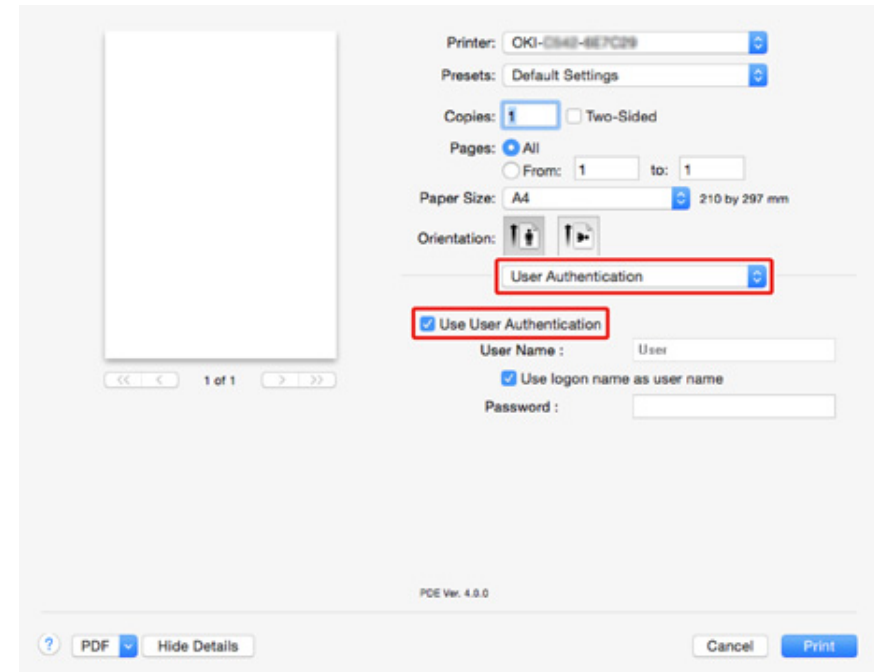 Printer: OKI-
Presets: Default Settings
Copies: 1 Two-Sided
Pages: All
From: 1 to: 1
Paper Size: A4 210 by 297 mm
Orientation:
User Authentication
Use User Authentication
User Name : User
Use logon name as user name
Password :
<< < 1 of 1 > >>
PDE Ver. 4.0.0
? PDF Hide Details Cancel Print